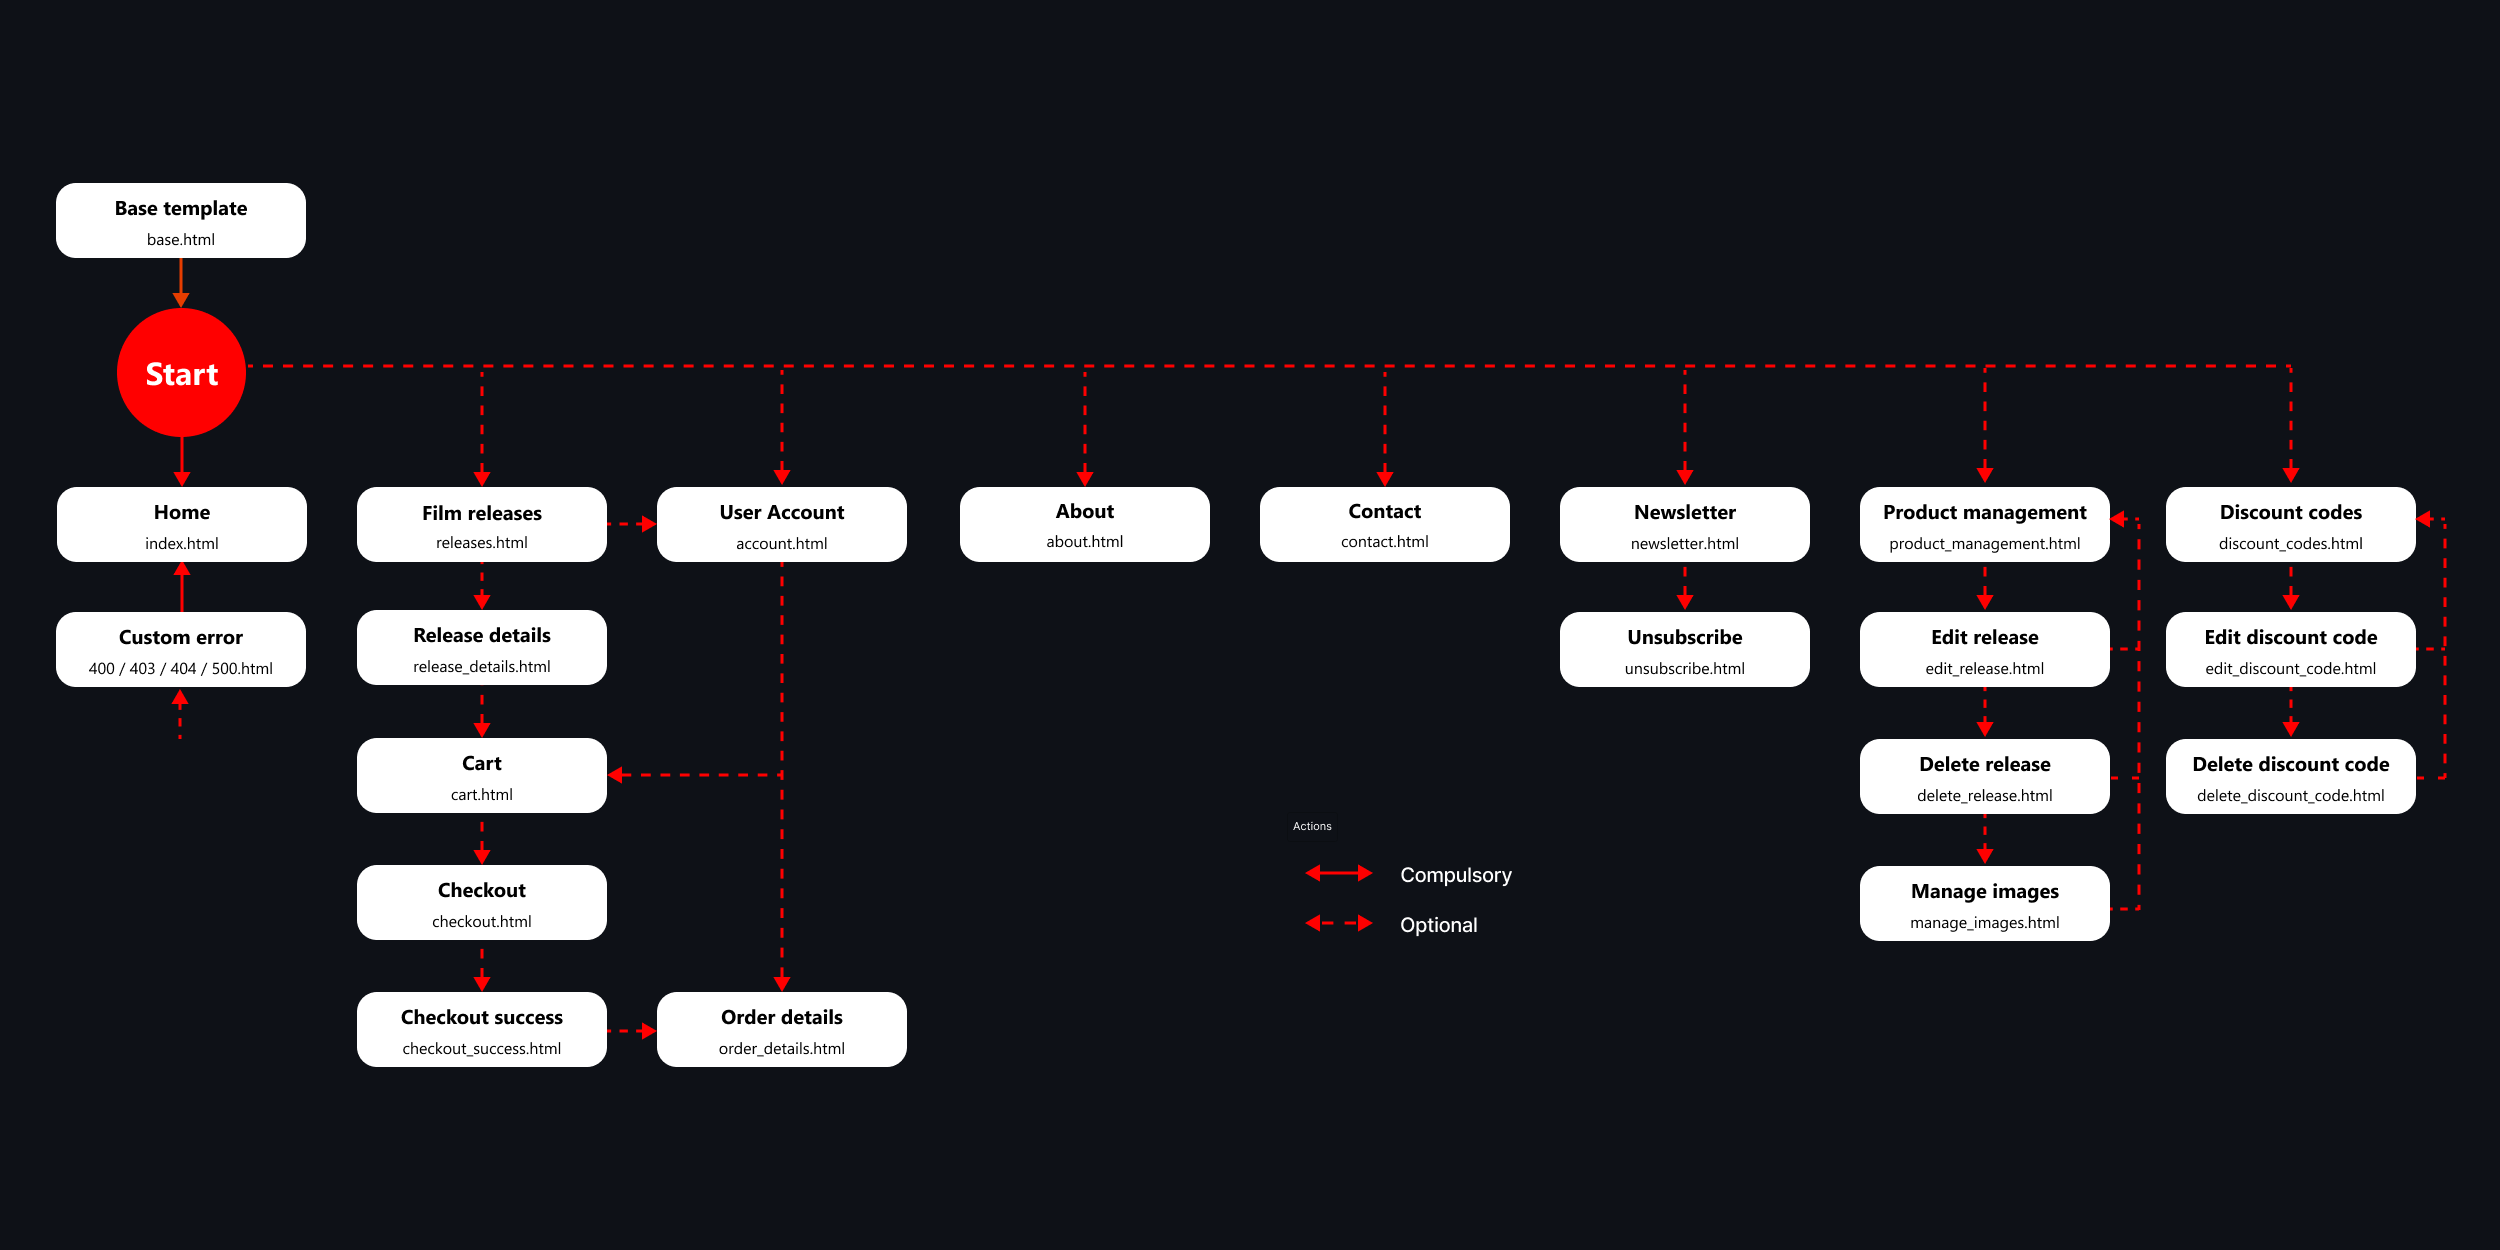 Base template
base.html
Start
Home
index.html
Film releases
releases.html
User Account
account.html
About
about.html
Contact
contact.html
Newsletter
newsletter.html
Product management
product_management.html
Discount codes
discount_codes.html
Custom error
400 / 403 / 404 / 500.html
Release details
release_details.html
Unsubscribe
unsubscribe.html
Edit release
edit_release.html
Edit discount code
edit_discount_code.html
Cart
cart.html
Delete release
delete_release.html
Delete discount code
delete_discount_code.html
Actions
Compulsory
Optional
Checkout
checkout.html
Manage images
manage_images.html
Checkout success
checkout_success.html
Order details
order_details.html